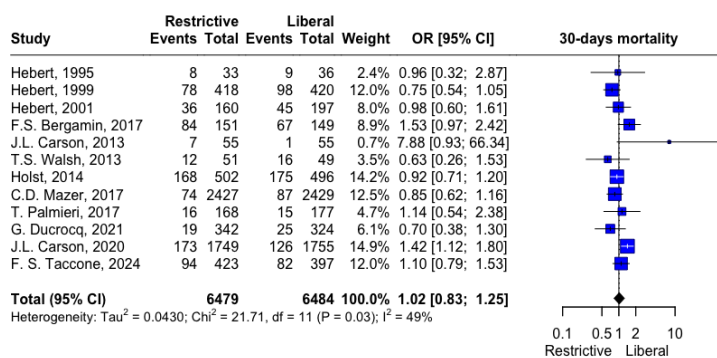 Restrictive Liberal
Study Events Total Events Total Weight OR [95% CI] 30-days mortality
Hebert, 1995 8 33 9 36 2.4% 0.96 [0.32; 2.87]
Hebert, 1999 78 418 98 420 12.0% 0.75 [0.54; 1.05]
Hebert, 2001 36 160 45 197 8.6% 0.98 [0.60; 1.61]
F.S. Bergamin, 2017 84 151 67 149 8.9% 1.53 [0.97; 2.42]
J.L. Carson, 2013 7 55 1 55 0.7% 7.88 [0.93; 66.34]
T.S. Walsh, 2013 12 51 16 49 3.5% 0.63 [0.26; 1.53]
Holst, 2014 168 502 175 496 14.2% 0.92 [0.71; 1.20]
C.D. Mazer, 2017 74 2427 87 2429 12.5% 0.85 [0.62; 1.16]
T. Palmieri, 2017 16 168 15 177 4.7% 1.14 [0.54; 2.38]
G. Ducrocq, 2021 19 342 25 324 6.1% 0.70 [0.38; 1.30]
J.L. Carson, 2020 173 1749 126 1755 14.9% 1.42 [1.12; 1.80]
F. S. Taccone, 2024 94 423 82 397 12.0% 1.10 [0.79; 1.53]
Total (95% CI) 6479 6484 100.0% 1.02 [0.83; 1.25]
Heterogeneity: Tau² = 0.0430; Chi² = 21.71, df = 11 (P = 0.03); I² = 49%
0.1 0.5 1 2 10
Restrictive Liberal